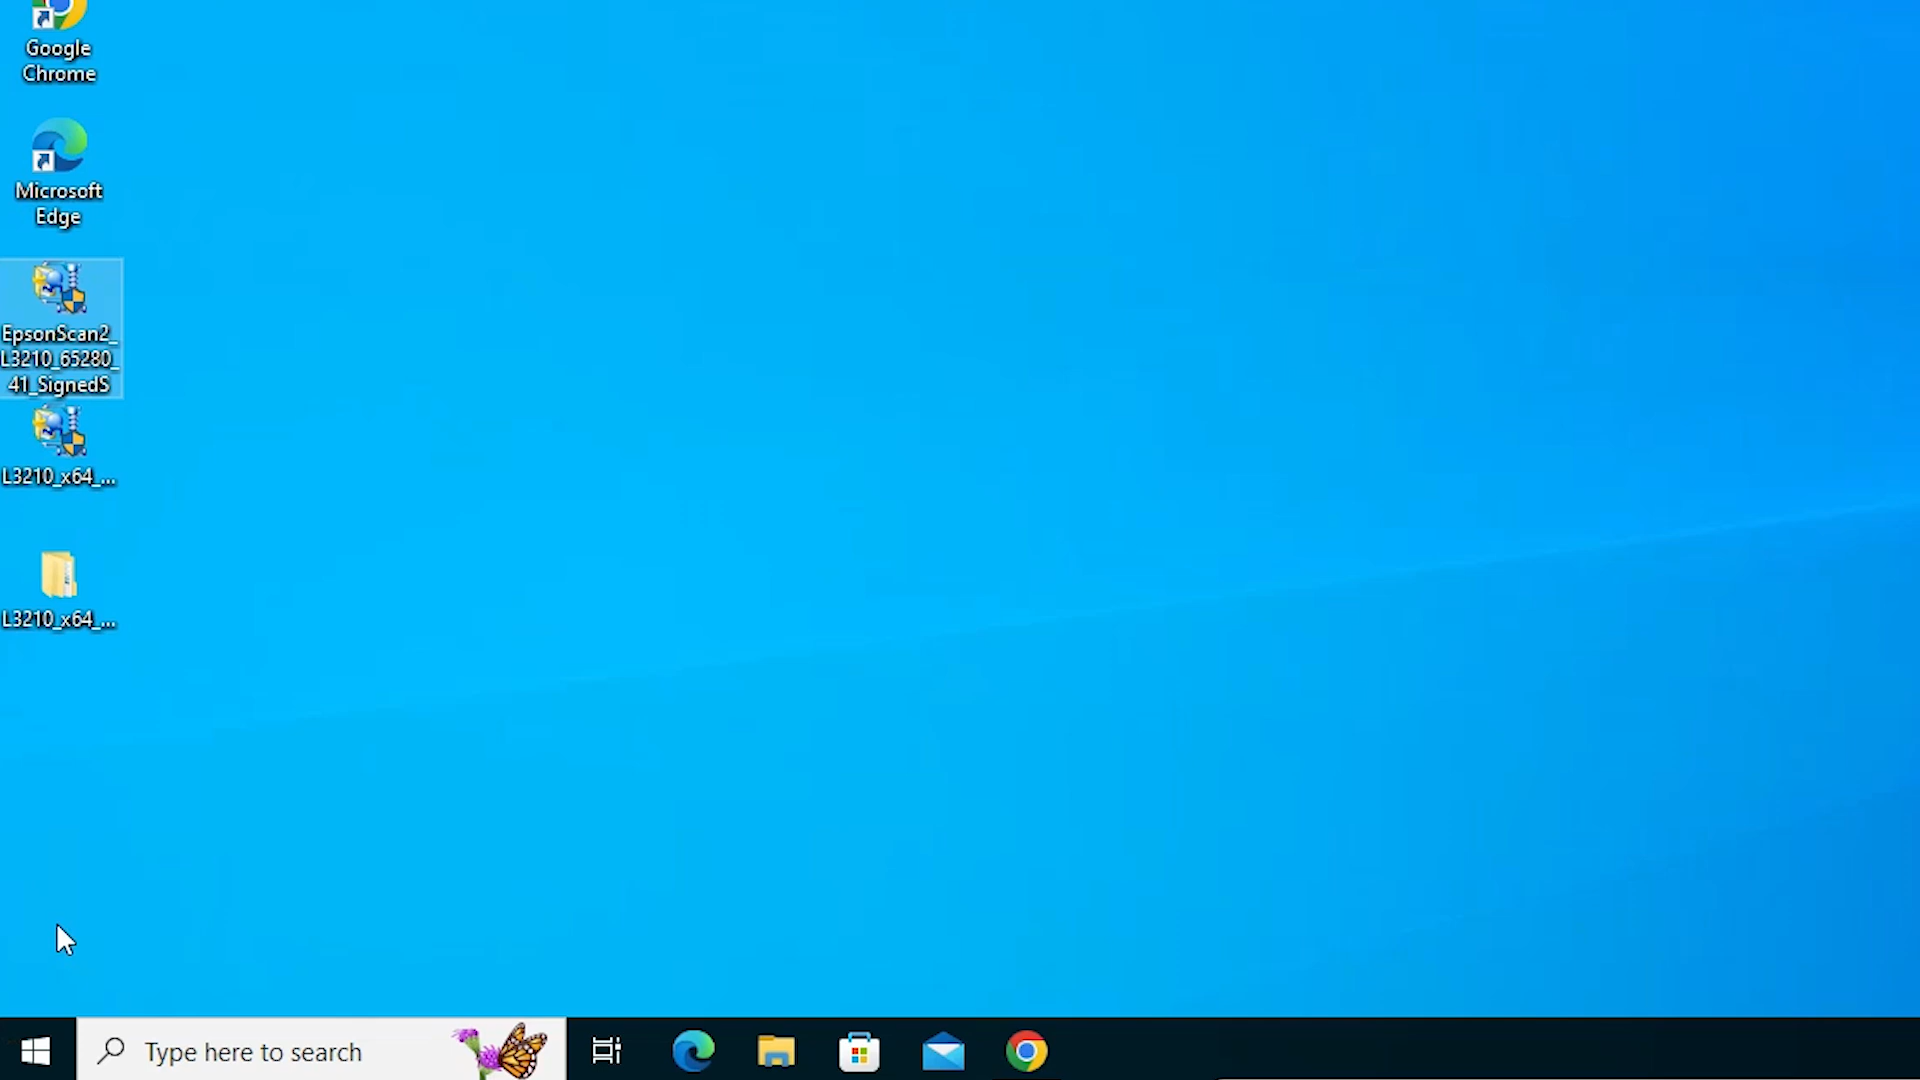 Google
Chrome
Microsoft
Edge
EpsonScan2_
L3210_65280_
41_SignedS
L3210_x64_...
L3210_x64_...
Type here to search